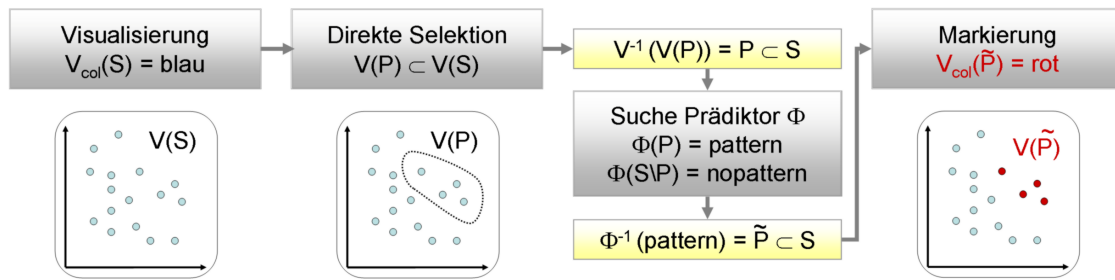 Visualisierung
V_col(S) = blau
Direkte Selektion
V(P) ⊂ V(S)
V⁻¹(V(P)) = P ⊂ S
Suche Prädiktor Φ
Φ(P) = pattern
Φ(S\P) = nopattern
Φ⁻¹(pattern) = P̃ ⊂ S
Markierung
V_col(P̃) = rot
V(S)
V(P)
V(P̃)